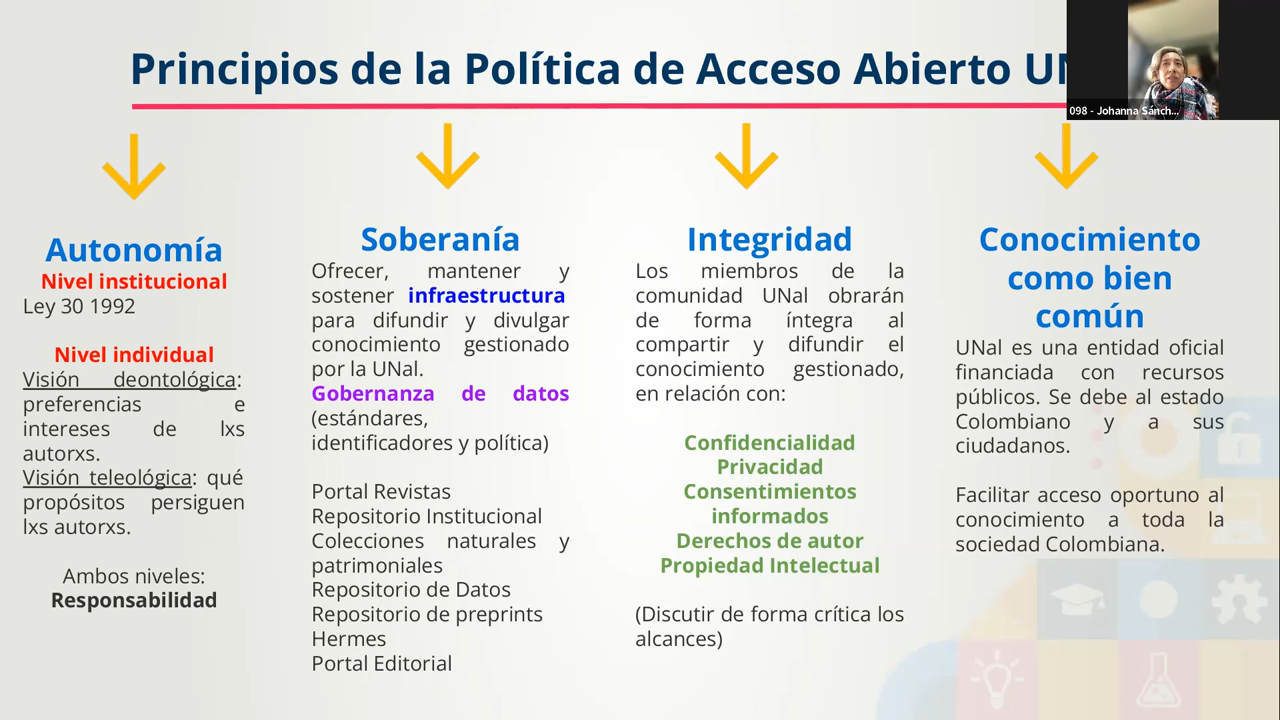 Principios de la Política de Acceso Abierto
098 - Johanna Sánch...
Autonomía
Nivel institucional
Ley 30 1992
Nivel individual
Visión deontológica:
preferencias e
intereses de lxs
autorxs.
Visión teleológica: qué
propósitos persiguen
lxs autorxs.
Ambos niveles:
Responsabilidad
Soberanía
Ofrecer, mantener y
sostener infraestructura
para difundir y divulgar
conocimiento gestionado
por la UNal.
Gobernanza de datos
(estándares,
identificadores y política)
Portal Revistas
Repositorio Institucional
Colecciones naturales y
patrimoniales
Repositorio de Datos
Repositorio de preprints
Hermes
Portal Editorial
Integridad
Los miembros de la
comunidad UNal obrarán
de forma íntegra al
compartir y difundir el
conocimiento gestionado,
en relación con:
Confidencialidad
Privacidad
Consentimientos
informados
Derechos de autor
Propiedad Intelectual
(Discutir de forma crítica los
alcances)
Conocimiento
como bien
común
UNal es una entidad oficial
financiada con recursos
públicos. Se debe al estado
Colombiano y a sus
ciudadanos.
Facilitar acceso oportuno al
conocimiento a toda la
sociedad Colombiana.